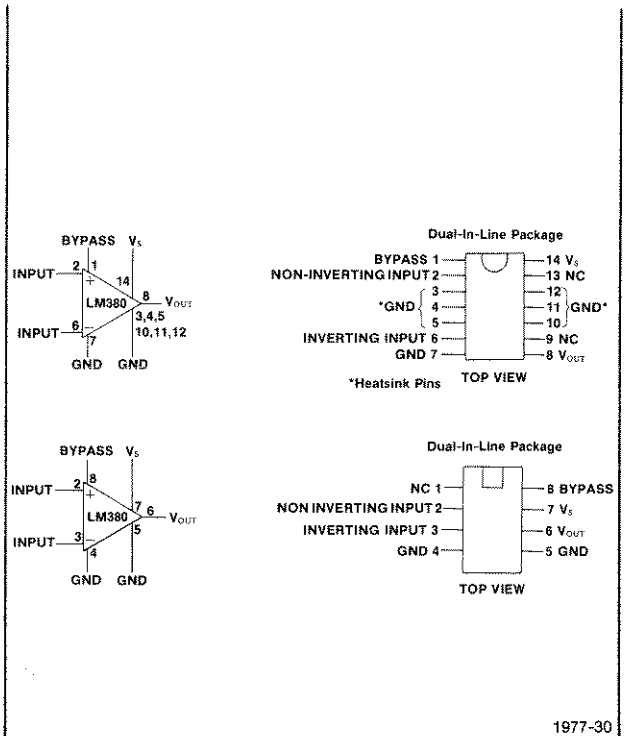 BYPASS V_S
2 1 14
INPUT
+
LM380 8 V_OUT
3,4,5
INPUT 6 − 10,11,12
7
GND GND
Dual-In-Line Package
BYPASS 1 14 V_S
NON-INVERTING INPUT 2 13 NC
3 12
*GND { 4 11 } GND*
5 10
INVERTING INPUT 6 9 NC
GND 7 8 V_OUT
*Heatsink Pins TOP VIEW
BYPASS V_S
8
INPUT 2 + 7
LM380 6 V_OUT
INPUT 3 − 5
4
GND GND
Dual-In-Line Package
NC 1 8 BYPASS
NON INVERTING INPUT 2 7 V_S
INVERTING INPUT 3 6 V_OUT
GND 4 5 GND
TOP VIEW
1977-30